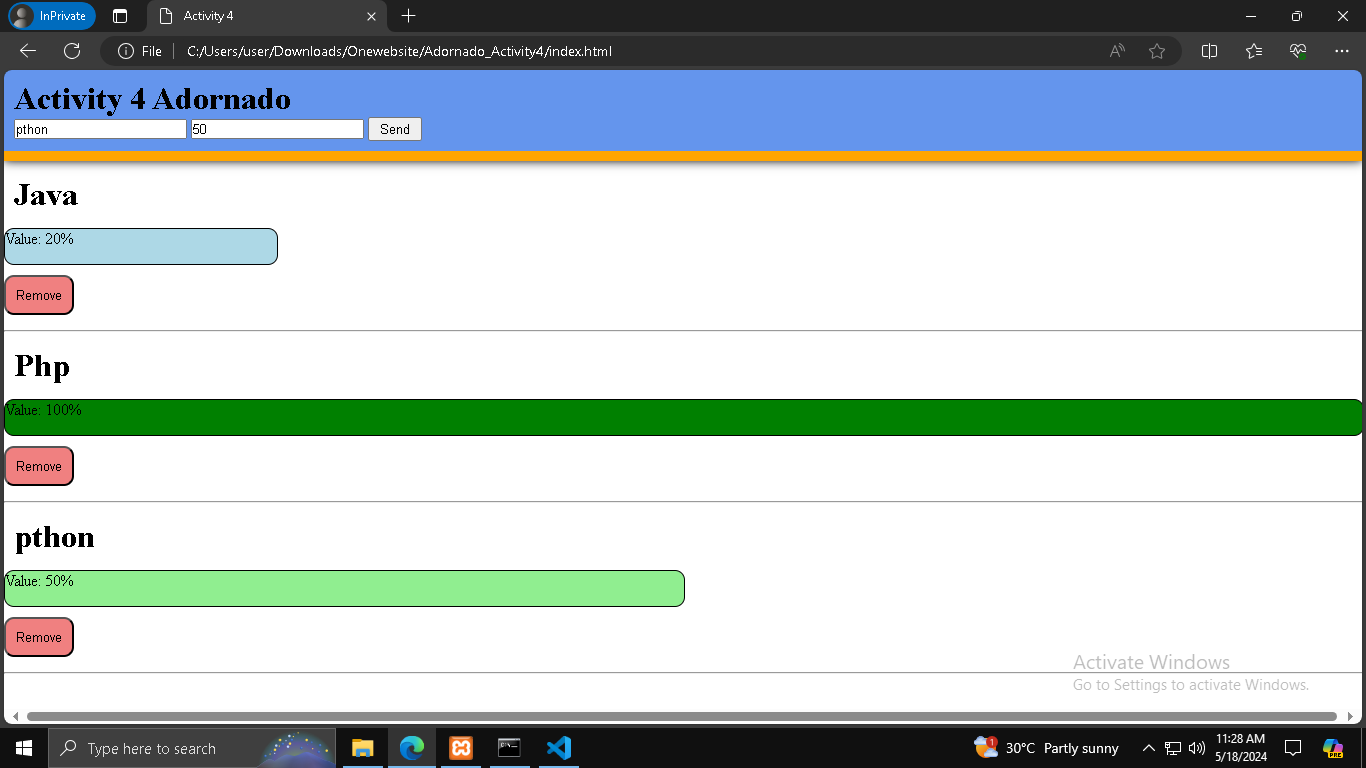 InPrivate
Activity 4
File
C:/Users/user/Downloads/Onewebsite/Adornado_Activity4/index.html
Activity 4 Adornado
pthon 50 Send
Java
Value: 20%
Remove
Php
Value: 100%
Remove
pthon
Value: 50%
Remove
Activate Windows
Go to Settings to activate Windows.
Type here to search
1
30°C Partly sunny
11:28 AM
5/18/2024
PRE